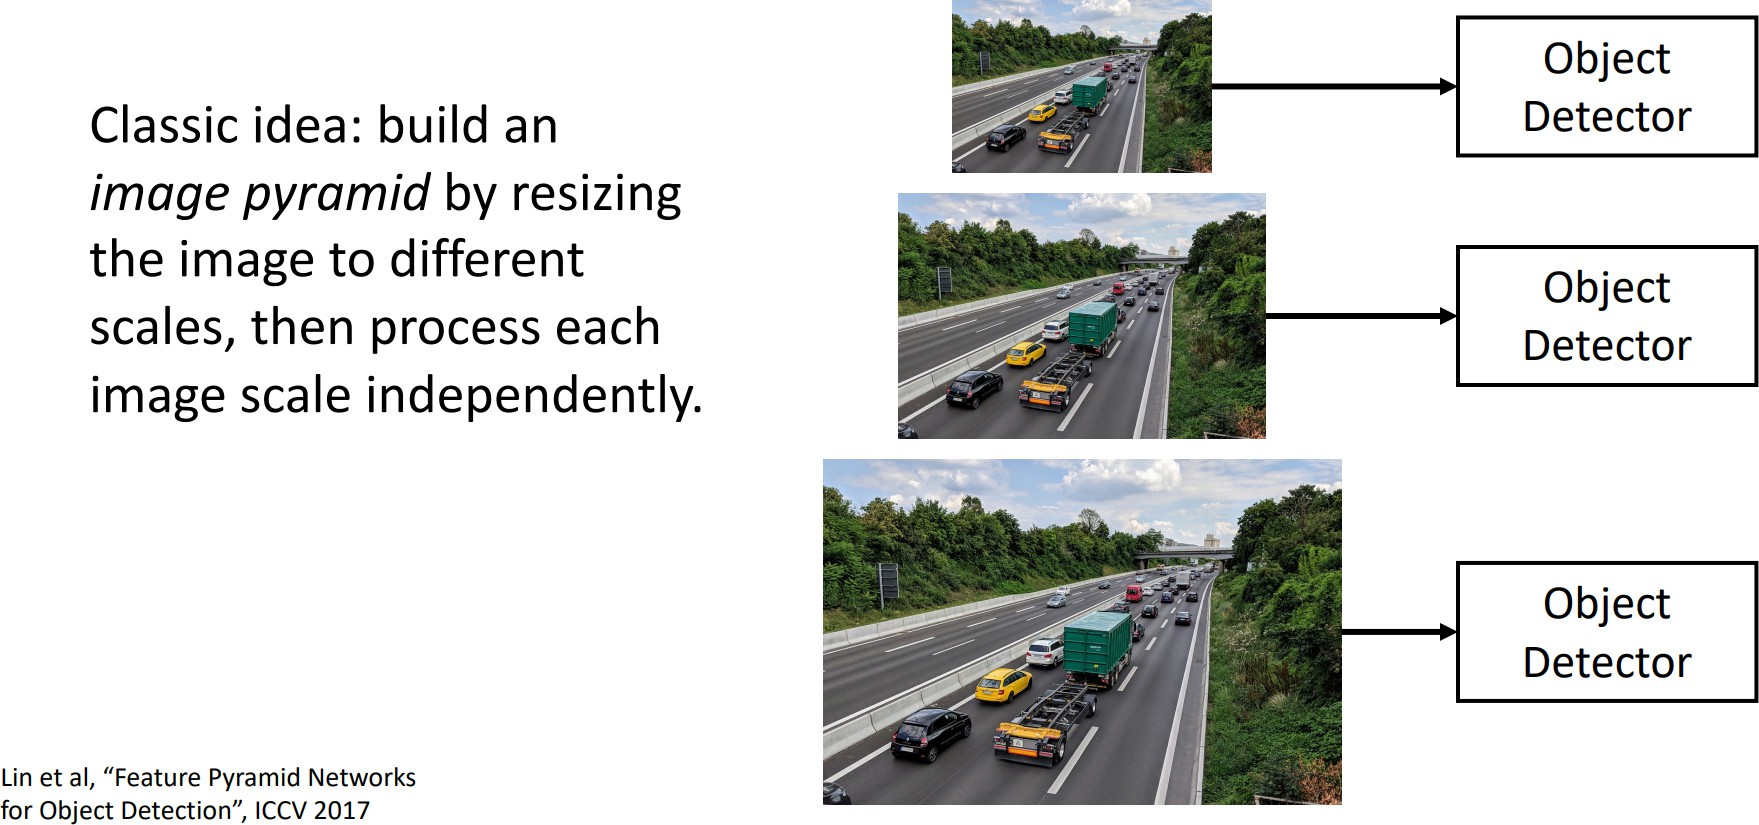 Classic idea: build an
image pyramid by resizing
the image to different
scales, then process each
image scale independently.
Object
Detector
Object
Detector
Object
Detector
Lin et al, “Feature Pyramid Networks
for Object Detection”, ICCV 2017